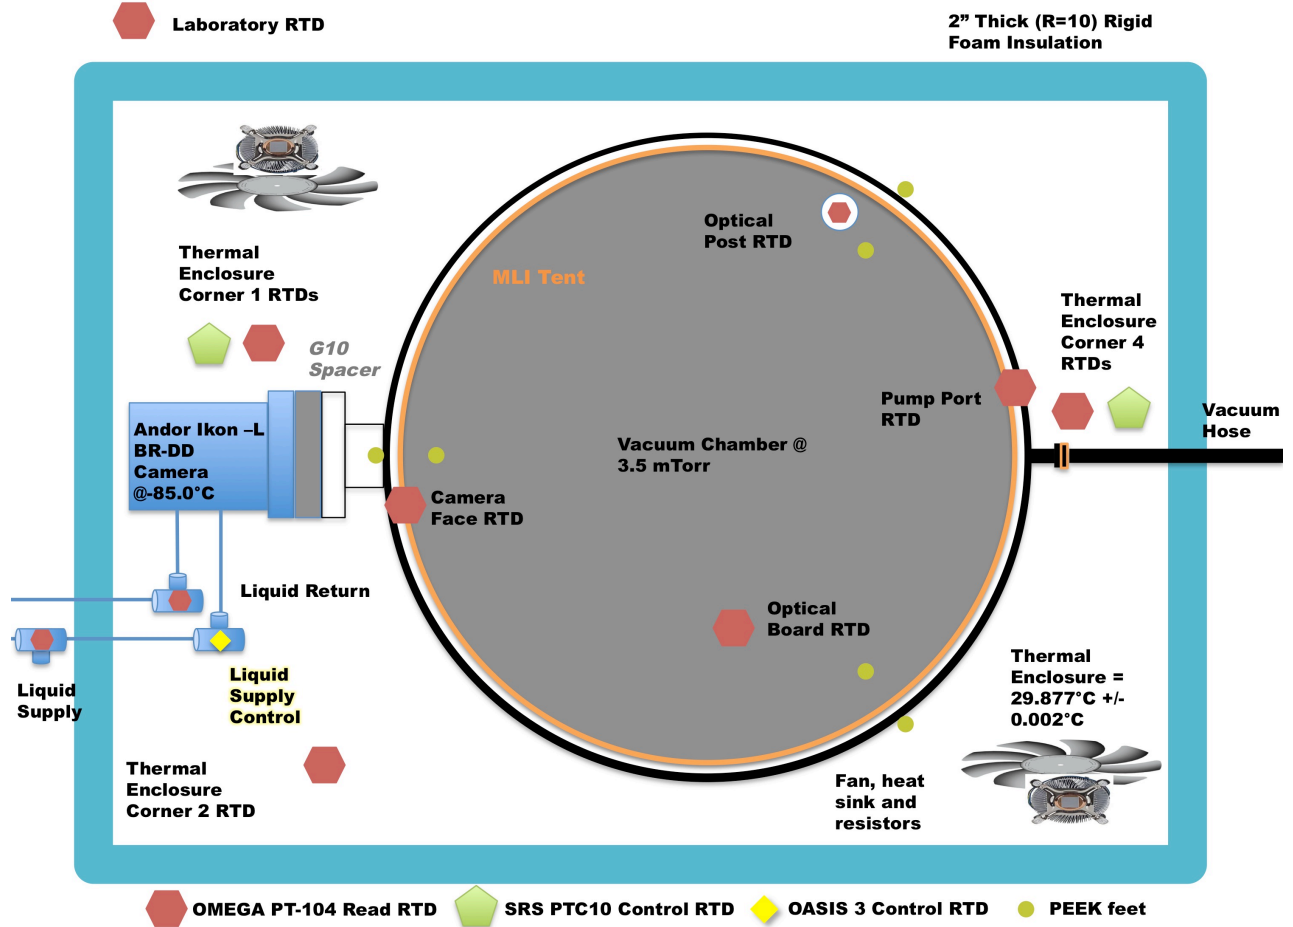 Laboratory RTD
2” Thick (R=10) Rigid
Foam Insulation
Thermal
Enclosure
Corner 1 RTDs
G10
Spacer
MLI Tent
Optical
Post RTD
Thermal
Enclosure
Corner 4
RTDs
Pump Port
RTD
Vacuum
Hose
Andor Ikon –L
BR-DD
Camera
@-85.0°C
Vacuum Chamber @
3.5 mTorr
Camera
Face RTD
Liquid Return
Optical
Board RTD
Liquid
Supply
Liquid
Supply
Control
Thermal
Enclosure =
29.877°C +/-
0.002°C
Thermal
Enclosure
Corner 2 RTD
Fan, heat
sink and
resistors
OMEGA PT-104 Read RTD
SRS PTC10 Control RTD
OASIS 3 Control RTD
PEEK feet